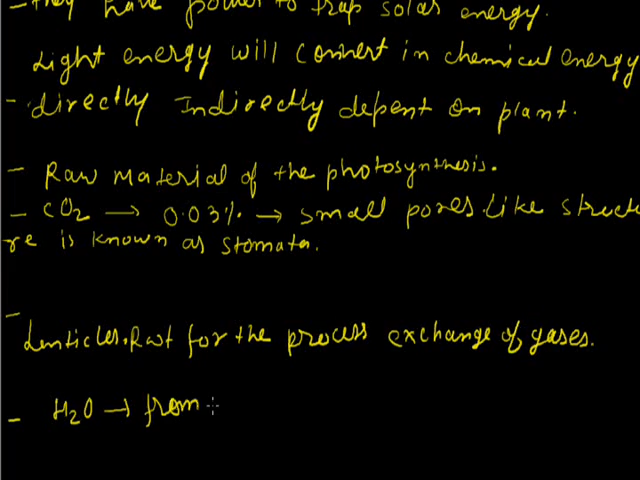 - They have power to trap solar energy.
Light energy will convert in chemical energy
- directly Indirectly depent on plant.
- Raw material of the photosynthesis.
- CO2 → 0.03% → small pores like structu
re is known as stomata.
-
Lenticles. for the process exchange of gases.
- H2O → from